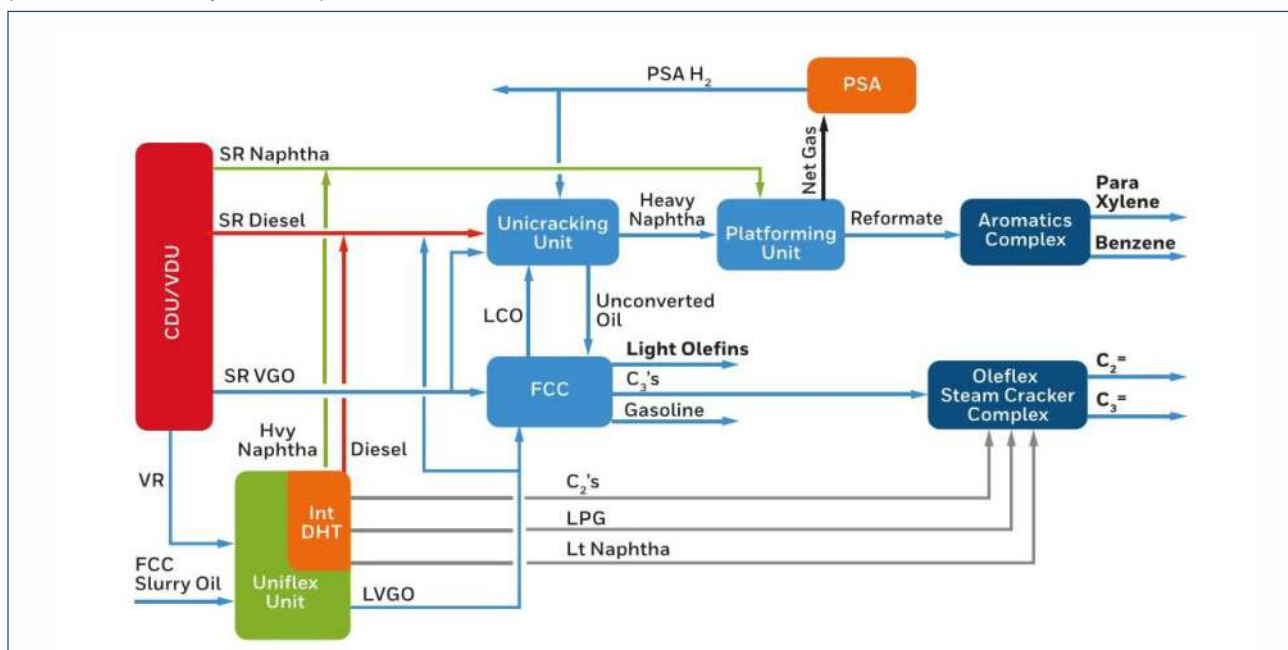 PSA H₂
PSA
Net Gas
SR Naphtha
SR Diesel
CDU/VDU
Unicracking
Unit
Heavy
Naphtha
Platforming
Unit
Reformate
Aromatics
Complex
Para
Xylene
Benzene
LCO
Unconverted
Oil
SR VGO
FCC
Light Olefins
C₃'s
Gasoline
Oleflex
Steam Cracker
Complex
C₂=
C₃=
Hvy
Naphtha
Diesel
VR
Int
DHT
C₂'s
LPG
Lt Naphtha
FCC
Slurry Oil
Uniflex
Unit
LVGO